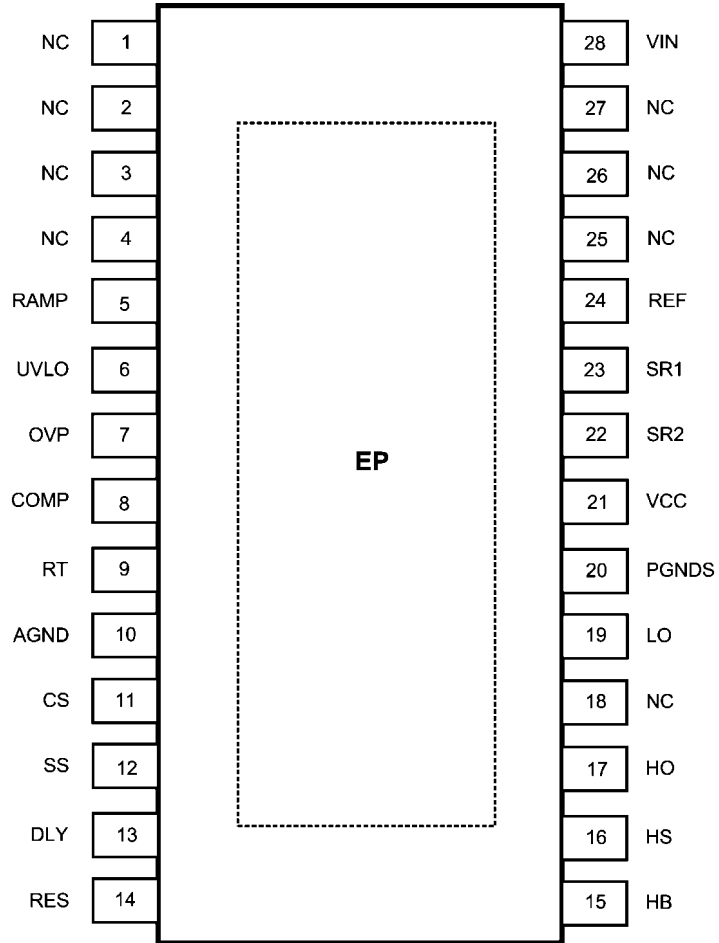 NC 1 28 VIN
NC 2 27 NC
NC 3 26 NC
NC 4 25 NC
RAMP 5 24 REF
UVLO 6 23 SR1
OVP 7 22 SR2
EP
COMP 8 21 VCC
RT 9 20 PGNDS
AGND 10 19 LO
CS 11 18 NC
SS 12 17 HO
DLY 13 16 HS
RES 14 15 HB